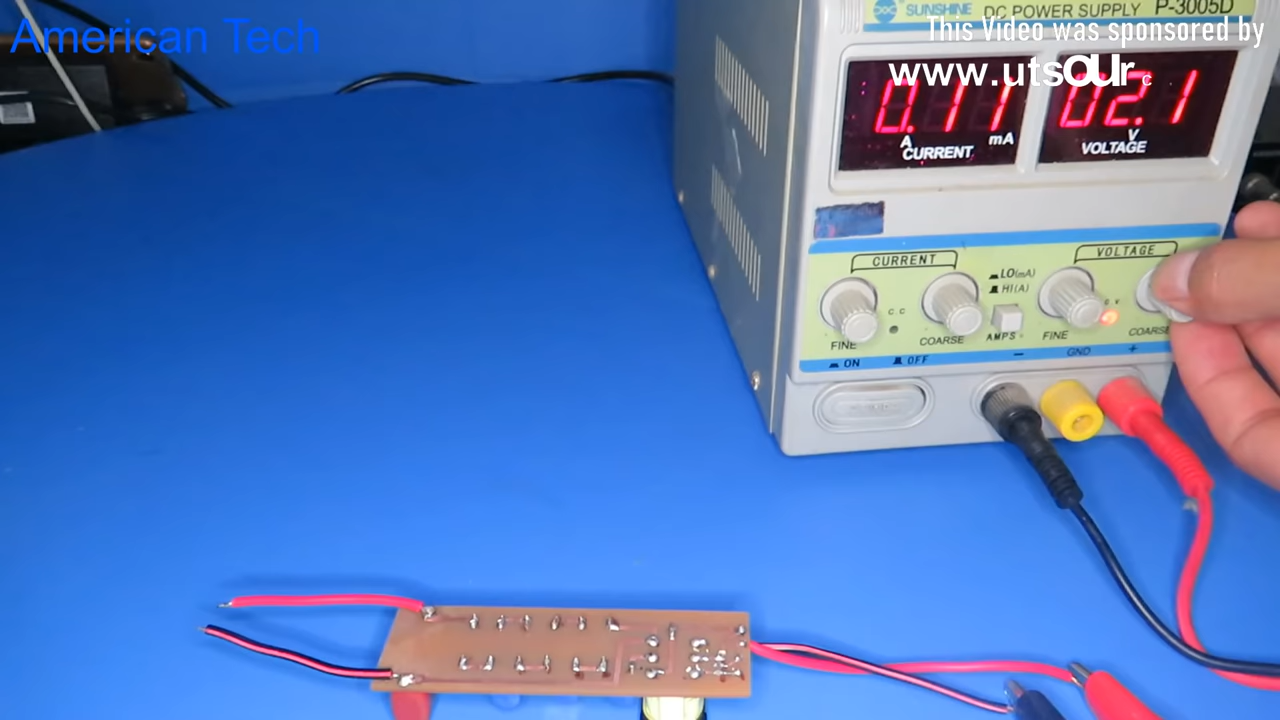 American Tech
SUNSHINE DC POWER SUPPLY P-3005D
This Video was sponsored by
www.utsour
c
0.11 02.1
A mA V
CURRENT VOLTAGE
CURRENT VOLTAGE
LO(mA)
HI(A)
C.C C.V
FINE COARSE AMPS FINE COARSE
ON OFF - GND +